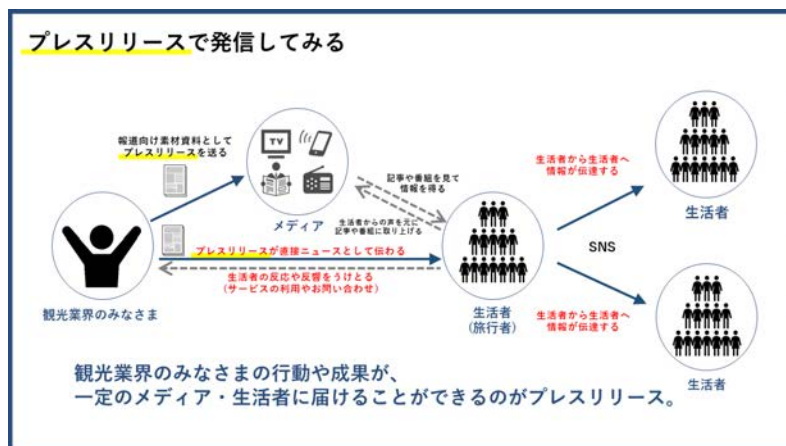 プレスリリースで発信してみる
報道向け素材資料として
プレスリリースを送る
TV
メディア
記事や番組を見て
情報を得る
生活者からの声を元に
記事や番組に取り上げる
プレスリリースが直接ニュースとして伝わる
生活者の反応や反響をうけとる
(サービスの利用やお問い合わせ)
観光業界のみなさま
生活者
(旅行者)
生活者から生活者へ
情報が伝達する
生活者
SNS
生活者から生活者へ
情報が伝達する
生活者
観光業界のみなさまの行動や成果が、
一定のメディア・生活者に届けることができるのがプレスリリース。